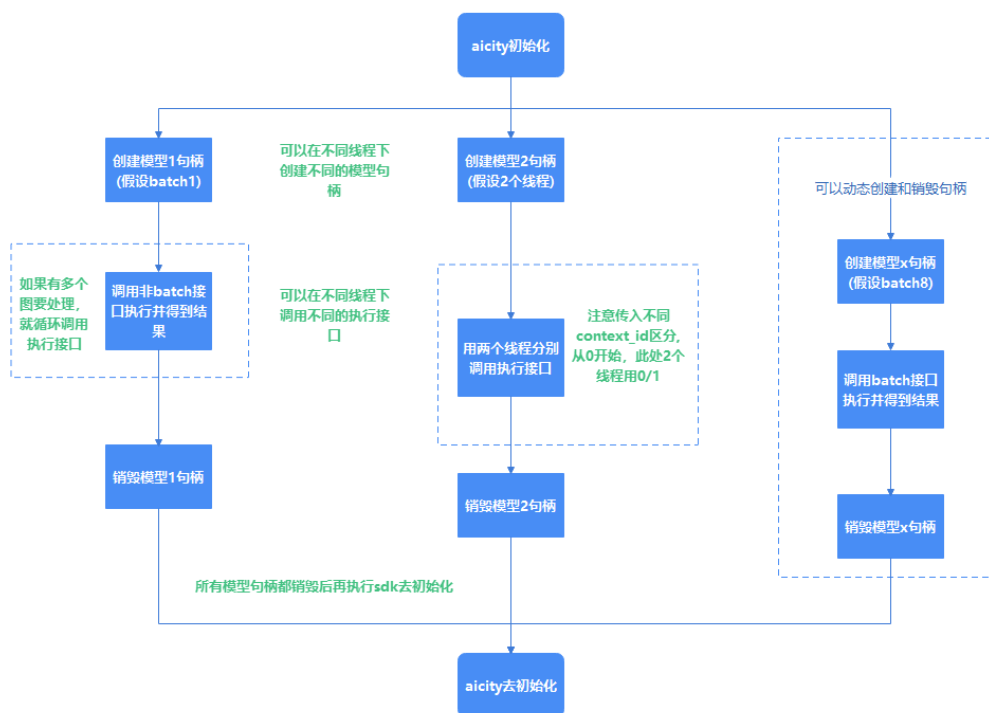 aicity初始化
创建模型1句柄
(假设batch1)
可以在不同线程下
创建不同的模型句
柄
创建模型2句柄
(假设2个线程)
可以动态创建和销毁句柄
创建模型x句柄
(假设batch8)
如果有多个
图要处理,
就循环调用
执行接口
调用非batch接
口执行并得到结
果
可以在不同线程下
调用不同的执行接
口
用两个线程分别
调用执行接口
注意传入不同
context_id区分,
从0开始，此处2个
线程用0/1
调用batch接口
执行并得到结果
销毁模型1句柄
销毁模型2句柄
销毁模型x句柄
所有模型句柄都销毁后再执行sdk去初始化
aicity去初始化